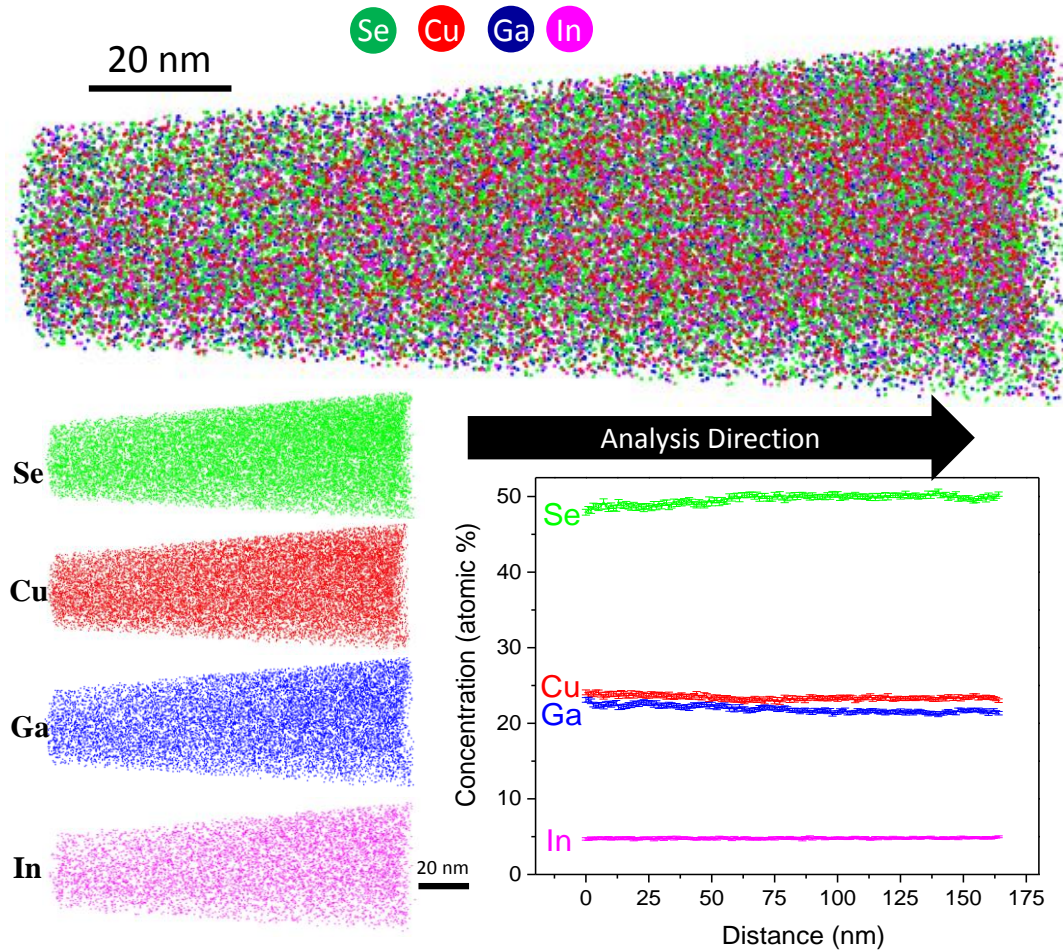 Se Cu Ga In
20 nm
Se
Cu
Ga
In
20 nm
Analysis Direction
Concentration (atomic %)
50
40
30
20
10
0
Se
Cu
Ga
In
0 25 50 75 100 125 150 175
Distance (nm)